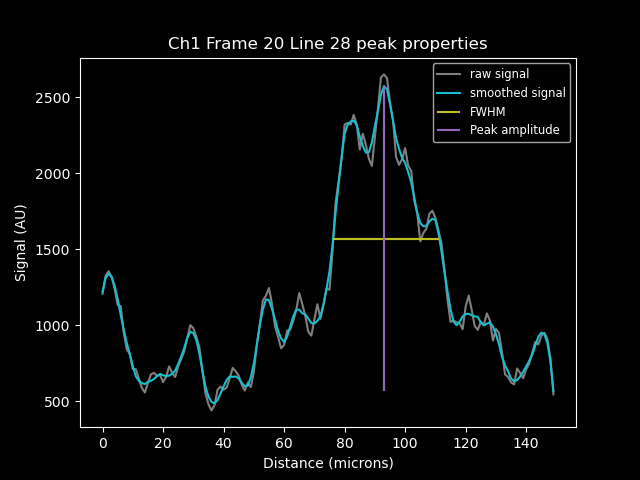 Ch1 Frame 20 Line 28 peak properties
raw signal
smoothed signal
FWHM
Peak amplitude
Signal (AU)
2500
2000
1500
1000
500
0 20 40 60 80 100 120 140
Distance (microns)